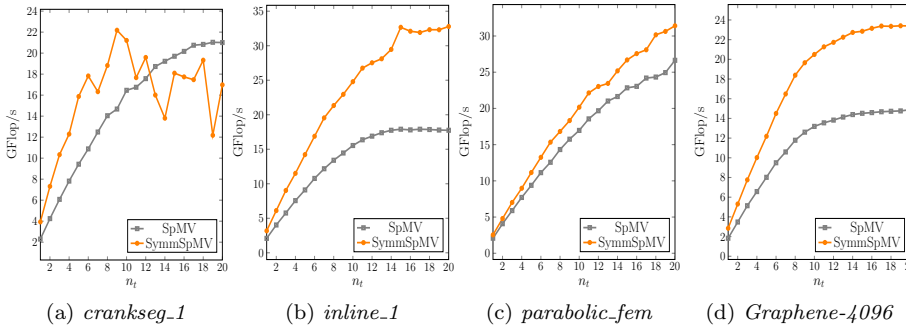 GFlop/s
24
22
20
18
16
14
12
10
8
6
4
2
2 4 6 8 10 12 14 16 18 20
n_t
SpMV
SymmSpMV
(a) crankseg_1
GFlop/s
35
30
25
20
15
10
5
0
2 4 6 8 10 12 14 16 18 20
n_t
SpMV
SymmSpMV
(b) inline_1
GFlop/s
30
25
20
15
10
5
0
2 4 6 8 10 12 14 16 18 20
n_t
SpMV
SymmSpMV
(c) parabolic_fem
GFlop/s
24
22
20
18
16
14
12
10
8
6
4
2
0
2 4 6 8 10 12 14 16 18
n_t
SpMV
SymmSpMV
(d) Graphene-4096